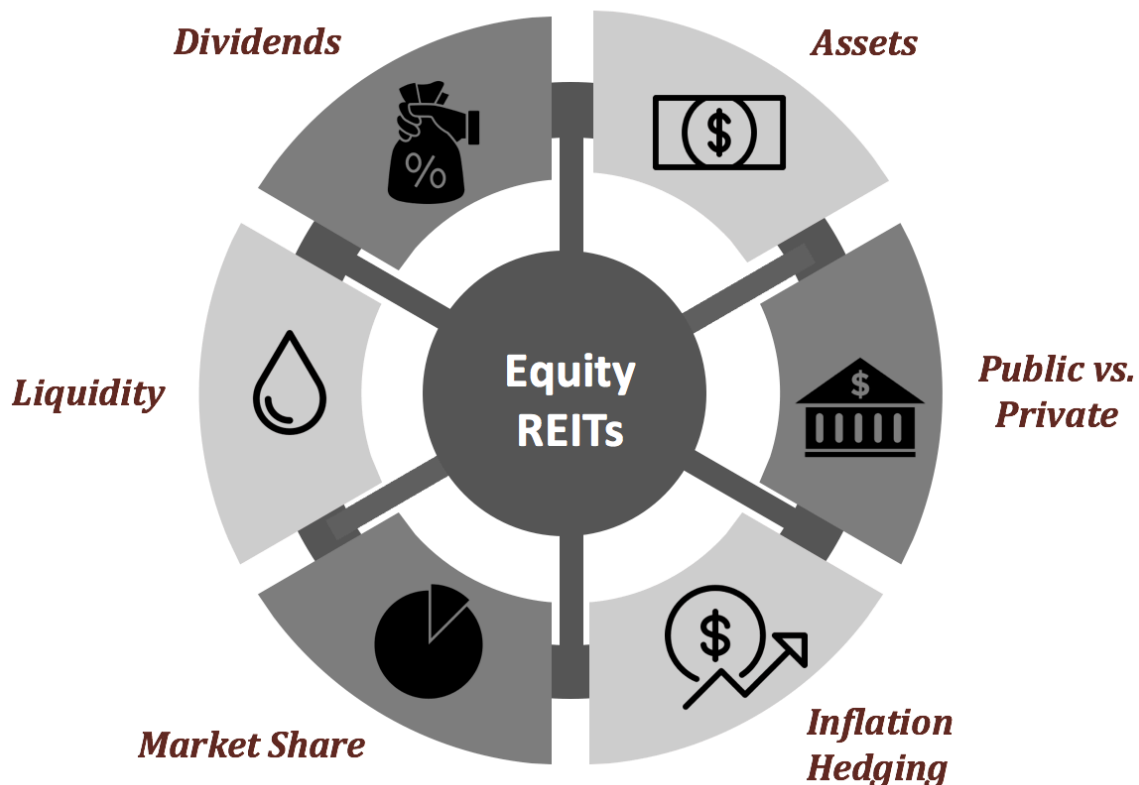 Dividends
Assets
%
$
$
Equity
REITs
Liquidity
Public vs.
Private
$
Market Share
Inflation
Hedging